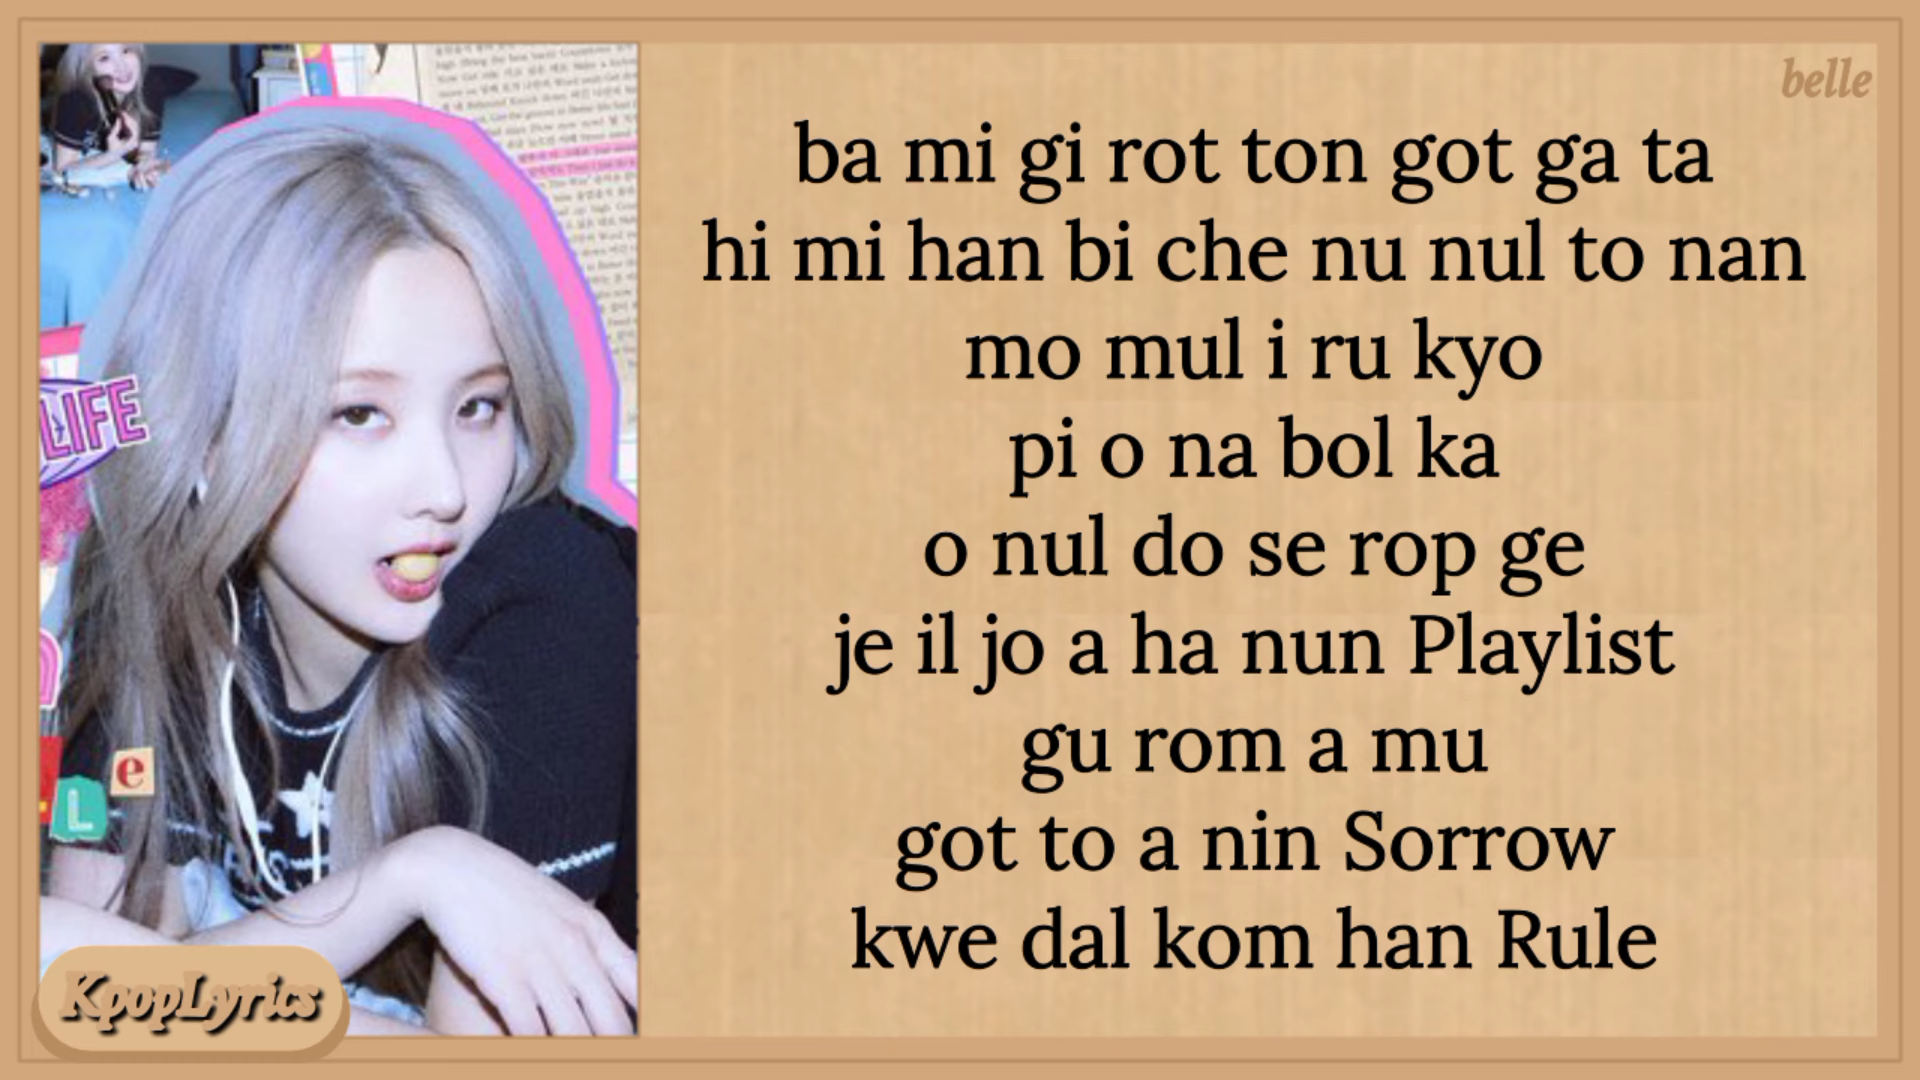 belle
ba mi gi rot ton got ga ta
hi mi han bi che nu nul to nan
mo mul i ru kyo
pi o na bol ka
o nul do se rop ge
je il jo a ha nun Playlist
gu rom a mu
got to a nin Sorrow
kwe dal kom han Rule
LIFE
e
L
KpopLyrics